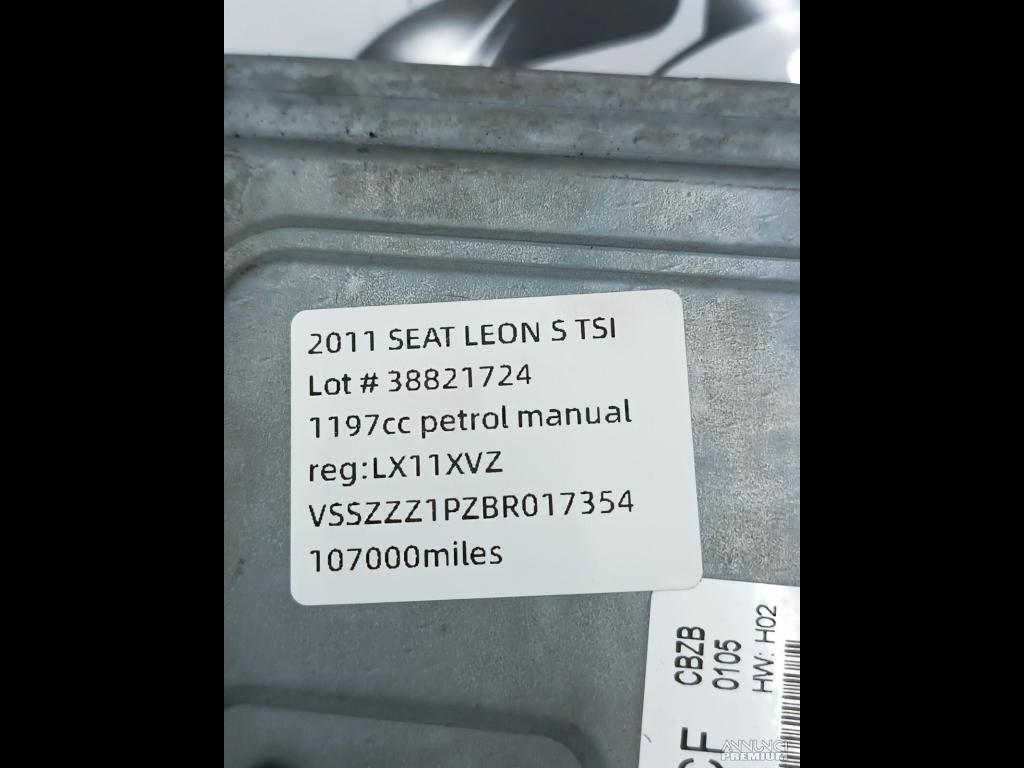 2011 SEAT LEON S TSI
Lot # 38821724
1197cc petrol manual
reg:LX11XVZ
VSSZZZ1PZBR017354
107000miles
CBZB
0105
HW: H02
CF
ANNUNCI
PREMIUM